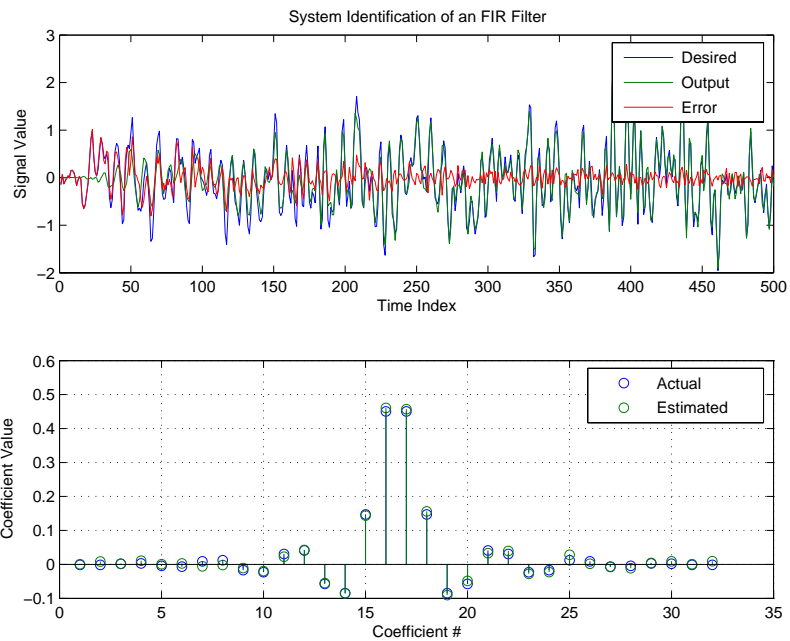 System Identification of an FIR Filter
3
2
1
0
−1
−2
Signal Value
Desired
Output
Error
0 50 100 150 200 250 300 350 400 450 500
Time Index
0.6
0.5
0.4
0.3
0.2
0.1
0
−0.1
Coefficient Value
Actual
Estimated
0 5 10 15 20 25 30 35
Coefficient #